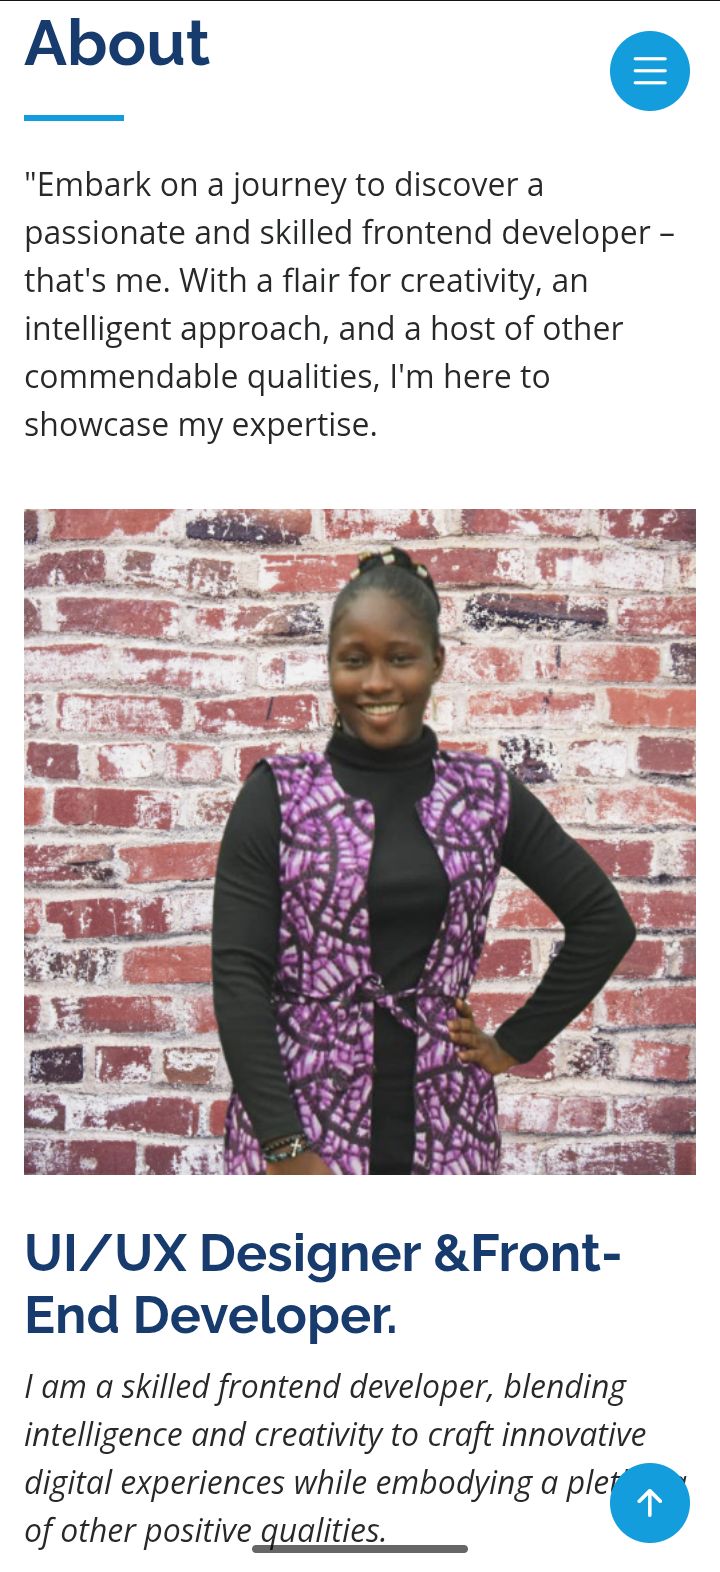 About
"Embark on a journey to discover a
passionate and skilled frontend developer –
that's me. With a flair for creativity, an
intelligent approach, and a host of other
commendable qualities, I'm here to
showcase my expertise.
UI/UX Designer &Front-
End Developer.
I am a skilled frontend developer, blending
intelligence and creativity to craft innovative
digital experiences while embodying a
of other positive qualities.